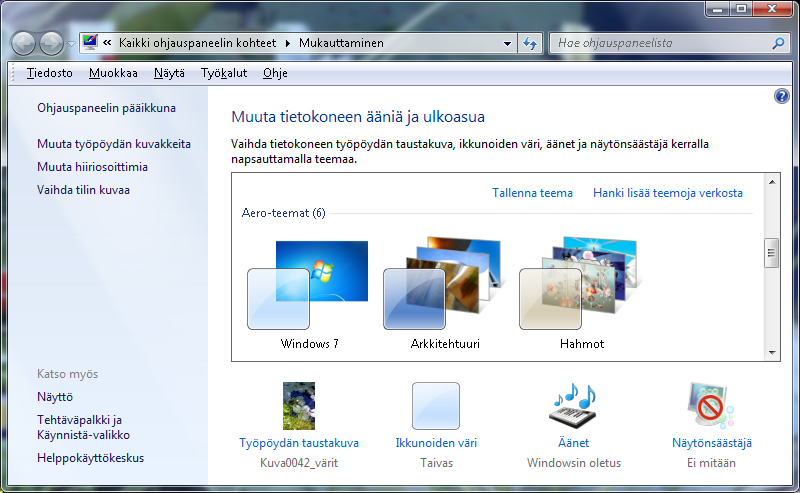 « Kaikki ohjauspaneelin kohteet Mukauttaminen
Hae ohjauspaneelista
Tiedosto Muokkaa Näytä Työkalut Ohje
Ohjauspaneelin pääikkuna
Muuta työpöydän kuvakkeita
Muuta hiiriosoittimia
Vaihda tilin kuvaa
Muuta tietokoneen ääniä ja ulkoasua
Vaihda tietokoneen työpöydän taustakuva, ikkunoiden väri, äänet ja näytönsäästäjä kerralla
napsauttamalla teemaa.
Tallenna teema Hanki lisää teemoja verkosta
Aero-teemat (6)
Windows 7 Arkkitehtuuri Hahmot
Työpöydän taustakuva Ikkunoiden väri Äänet Näytönsäästäjä
Kuva0042_värit Taivas Windowsin oletus Ei mitään
Katso myös
Näyttö
Tehtäväpalkki ja
Käynnistä-valikko
Helppokäyttökeskus